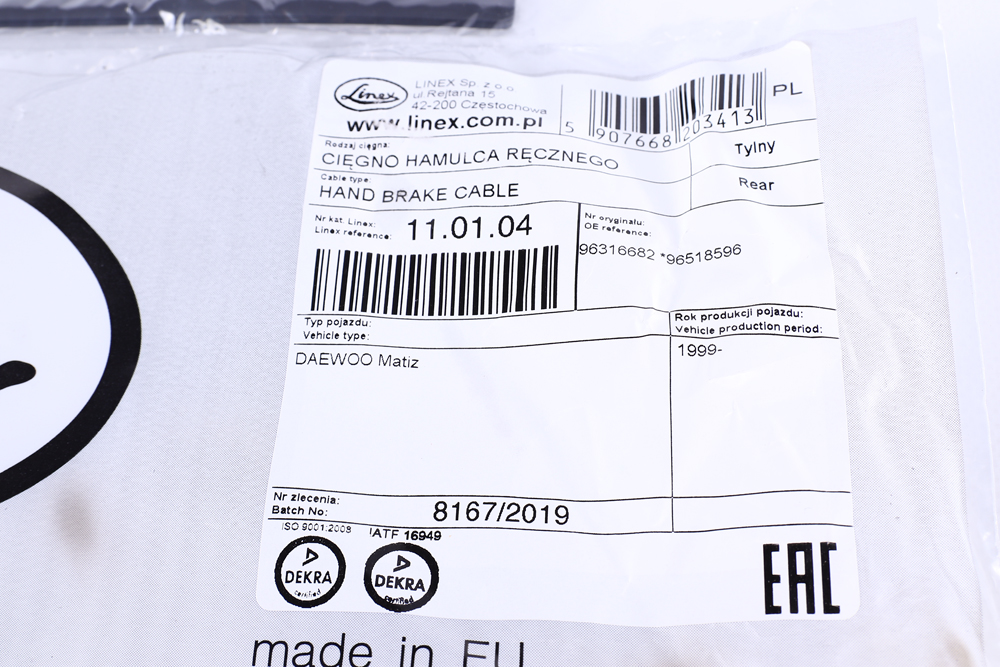 Linex
LINEX Sp. z o.o
ul.Rejtana 15
42-200 Częstochowa
www.linex.com.pl
5 907668 203413
PL
Rodzaj cięgna:
CIĘGNO HAMULCA RĘCZNEGO
Tylny
Cable type:
HAND BRAKE CABLE
Rear
Nr kat. Linex:
Linex reference:
11.01.04
Nr oryginału:
OE reference:
96316682 *96518596
Typ pojazdu:
Vehicle type:
Rok produkcji pojazdu:
Vehicle production period:
DAEWOO Matiz
1999-
Nr zlecenia:
Batch No:
8167/2019
ISO 9001:2008
IATF 16949
DEKRA
certified
DEKRA
certified
EAC
made in EU